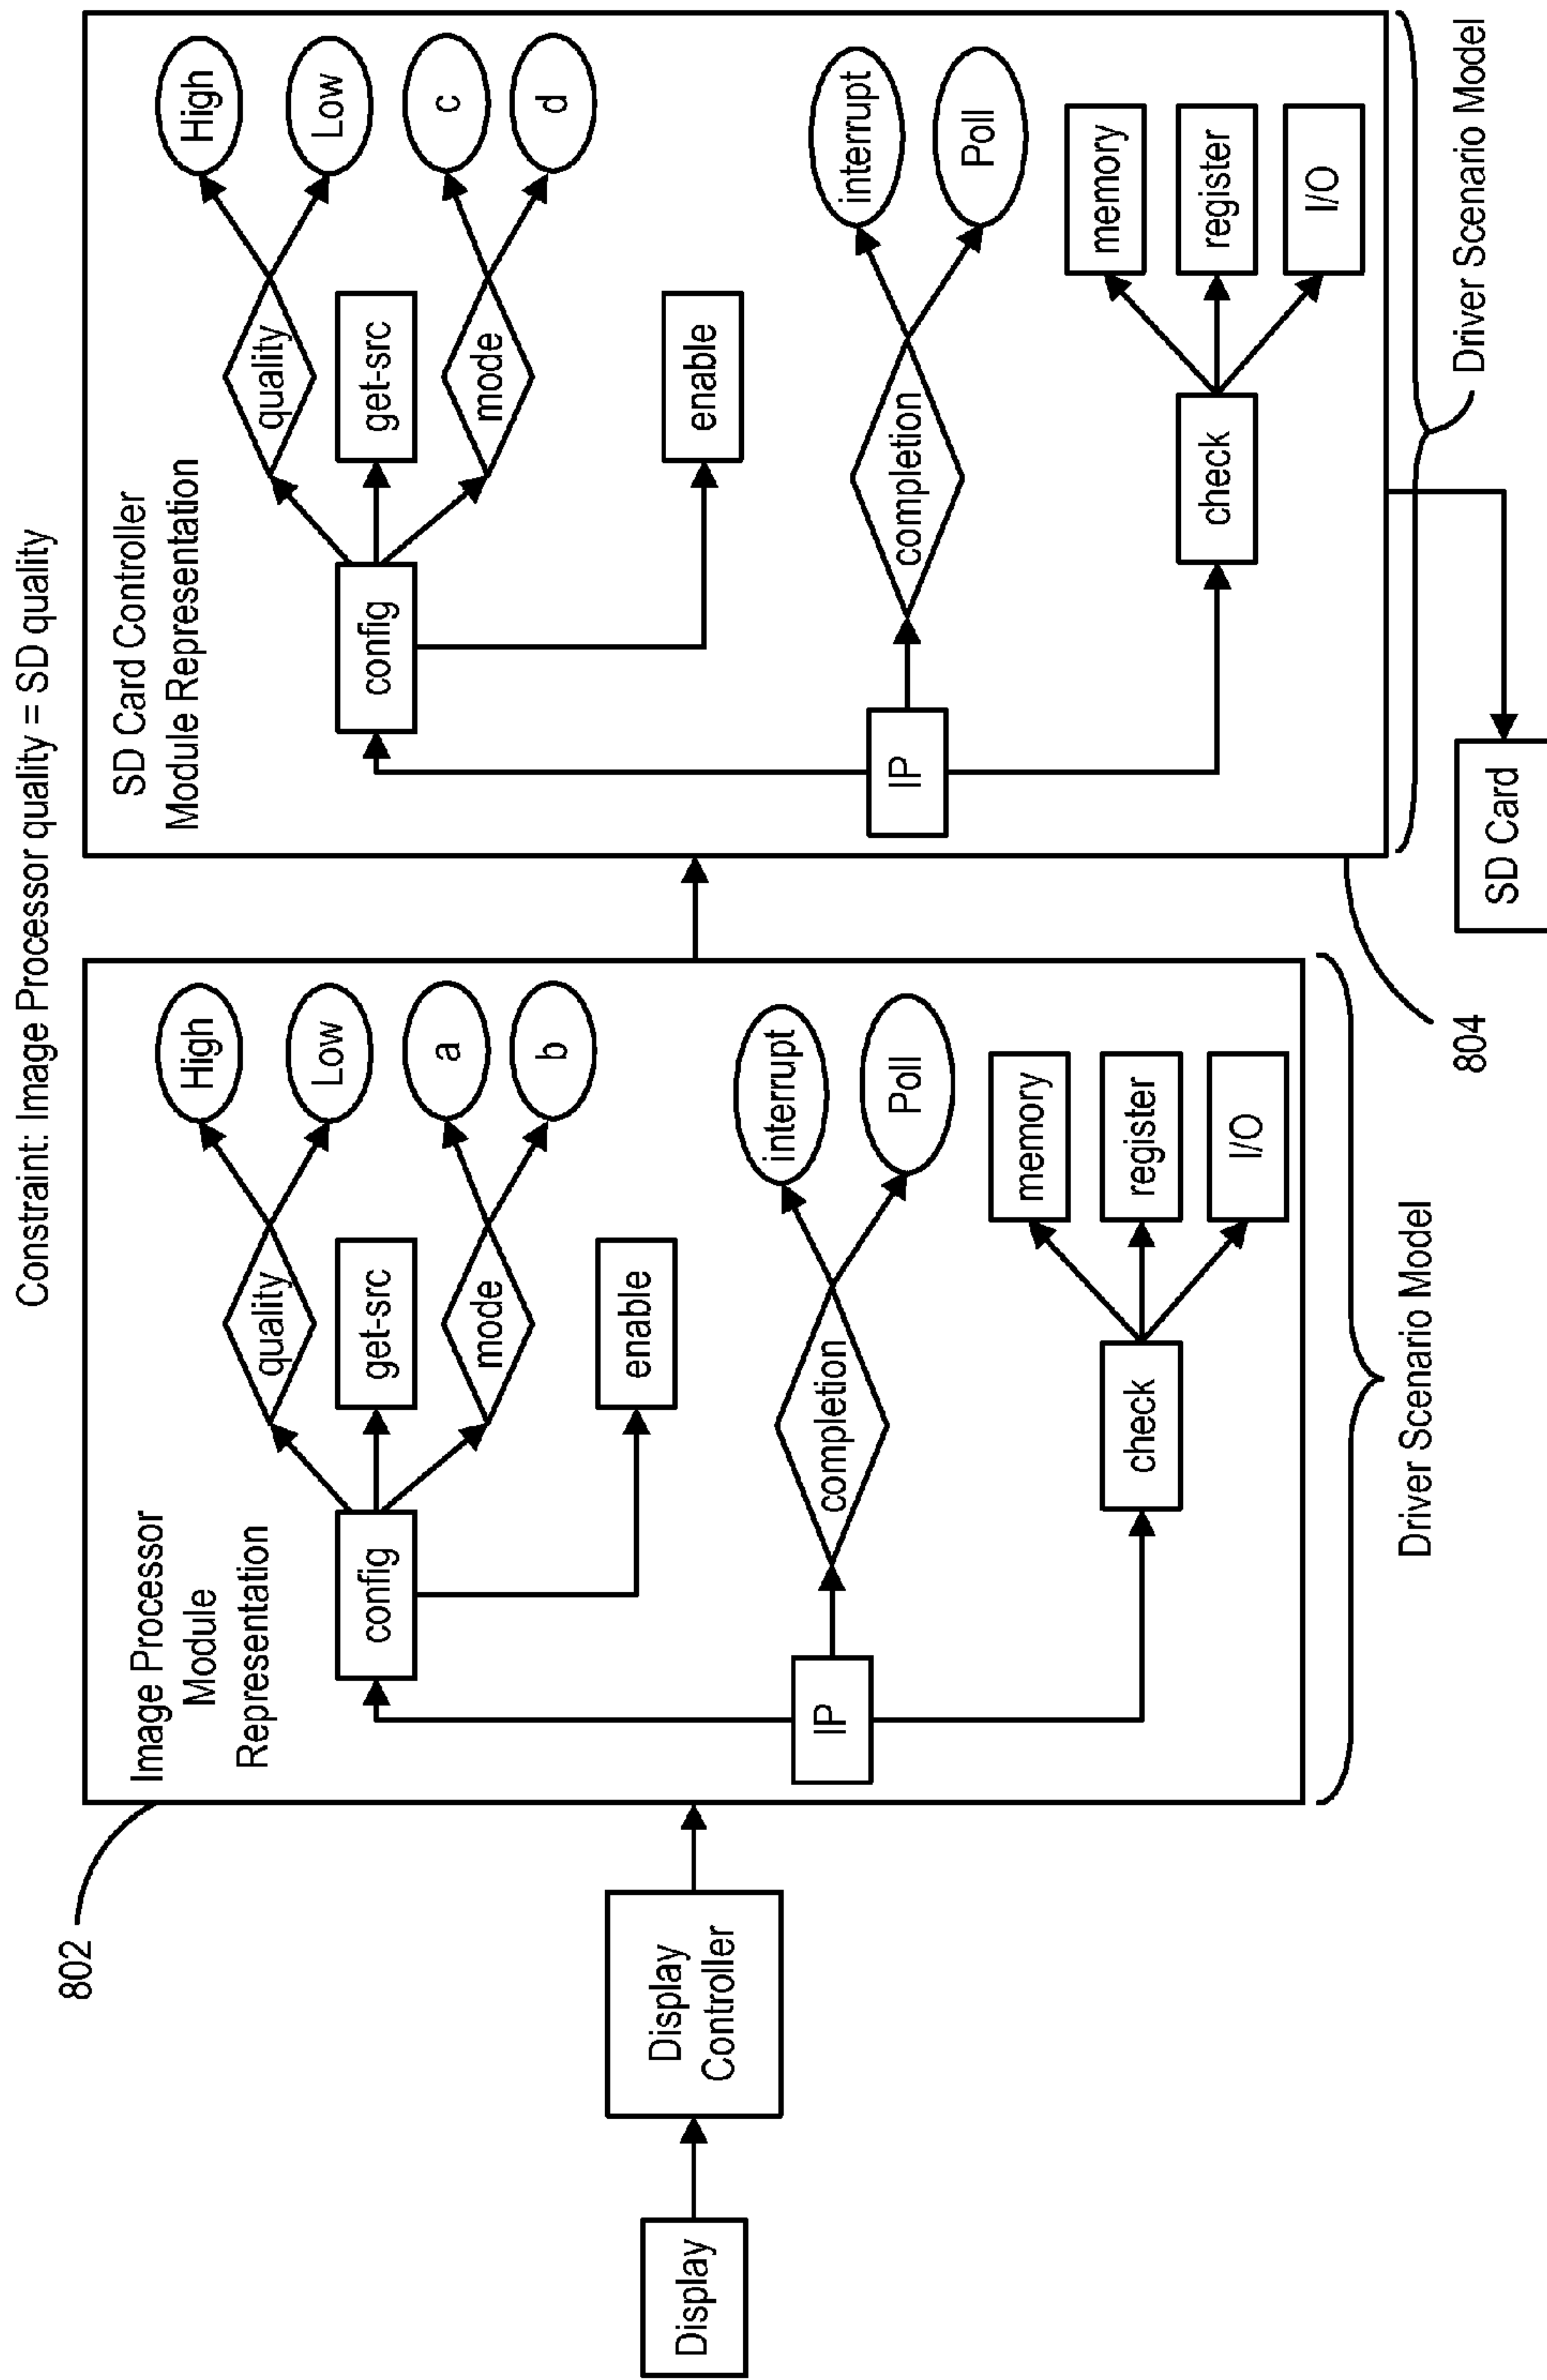 Constraint: Image Processor quality = SD quality
802
Display
Display
Controller
Image Processor
Module
Representation
IP
config
quality
High
Low
get-src
mode
a
b
enable
completion
interrupt
Poll
check
memory
register
I/O
Driver Scenario Model
SD Card Controller
Module Representation
IP
config
quality
High
Low
get-src
mode
c
d
enable
completion
interrupt
Poll
check
memory
register
I/O
Driver Scenario Model
804
SD Card